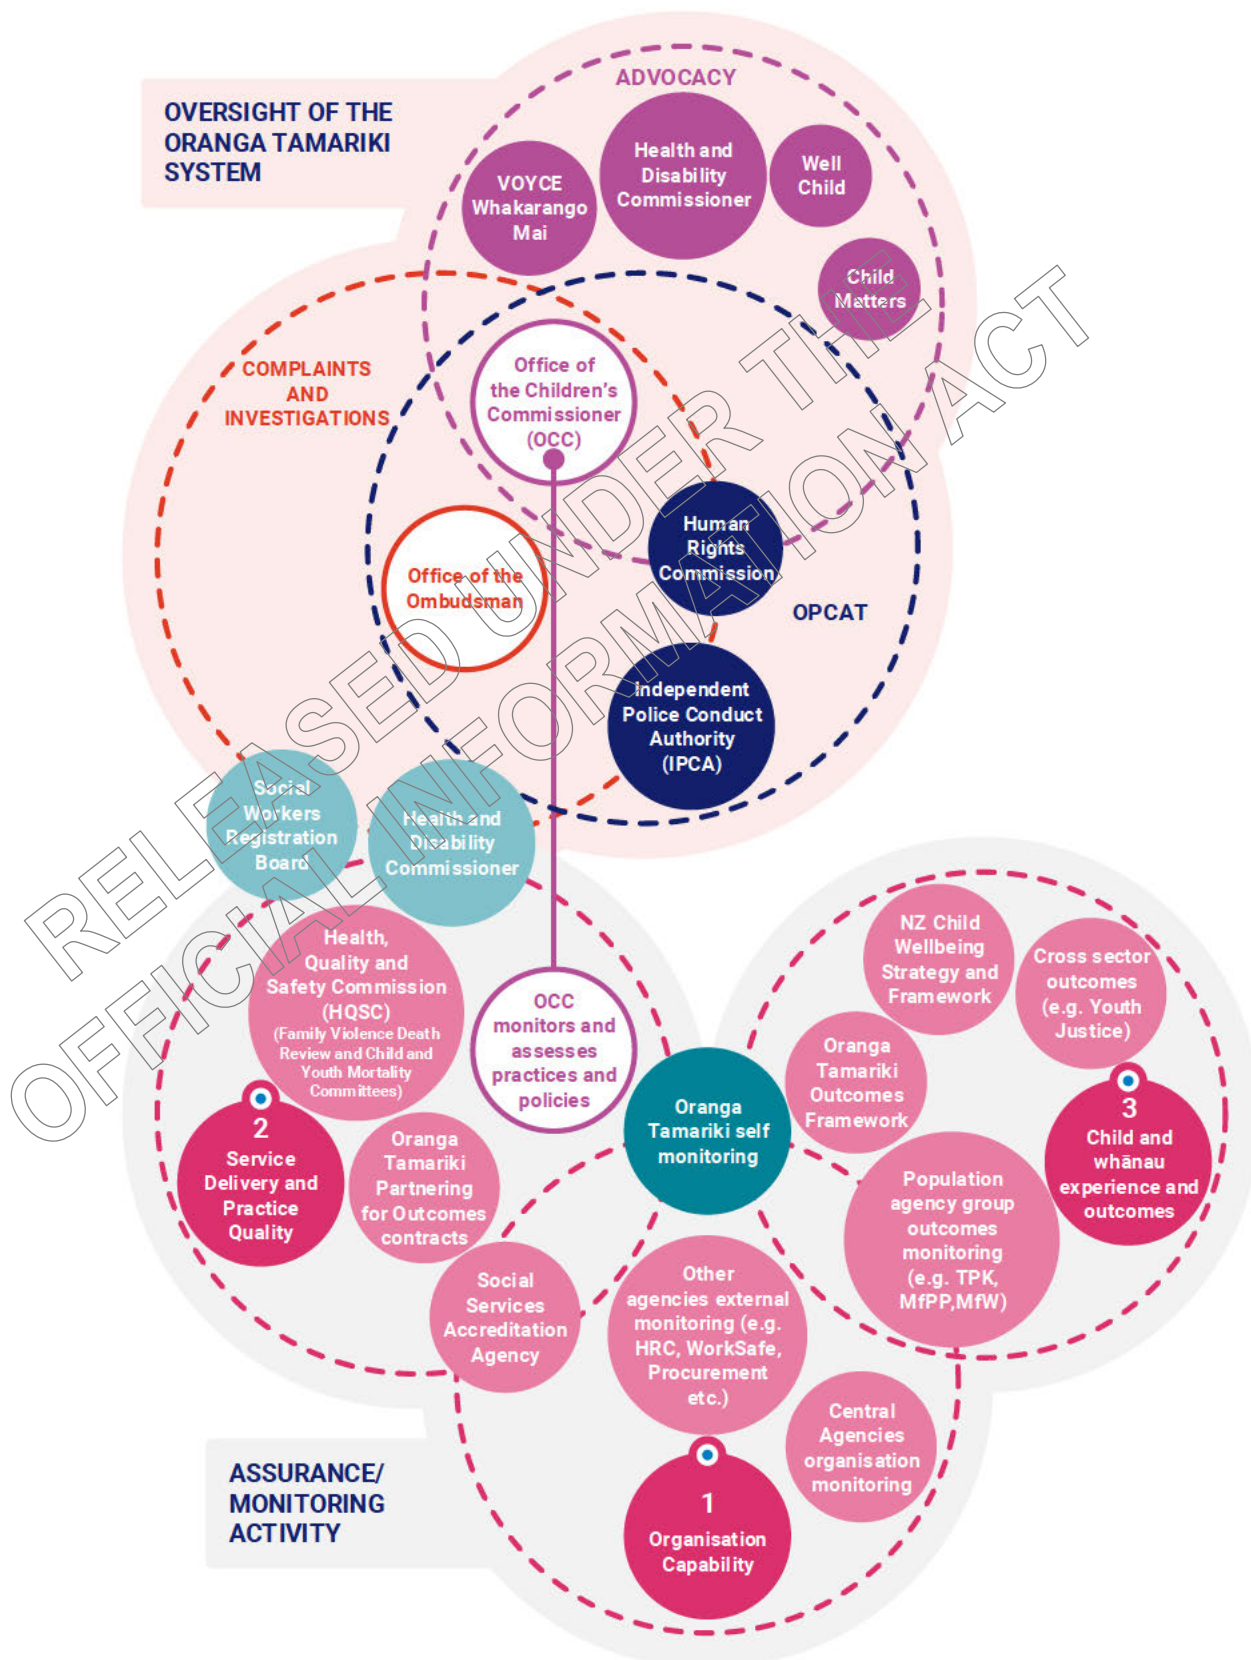 ADVOCACY
OVERSIGHT OF THE
ORANGA TAMARIKI
SYSTEM
VOYCE
Whakarango
Mai
Health and
Disability
Commissioner
Well
Child
Child
Matters
COMPLAINTS
AND
INVESTIGATIONS
Office of
the Children's
Commissioner
(OCC)
Human
Rights
Commission
Office of the
Ombudsman
OPCAT
Independent
Police Conduct
Authority
(IPCA)
Social
Workers
Registration
Board
Health and
Disability
Commissioner
RELEASED UNDER THE
OFFICIAL INFORMATION ACT
Health,
Quality and
Safety Commission
(HQSC)
(Family Violence Death
Review and Child and
Youth Mortality
Committees)
OCC
monitors and
assesses
practices and
policies
NZ Child
Wellbeing
Strategy and
Framework
Cross sector
outcomes
(e.g. Youth
Justice)
Oranga
Tamariki
Outcomes
Framework
Oranga
Tamariki self
monitoring
2
Service
Delivery and
Practice
Quality
Oranga
Tamariki
Partnering
for Outcomes
contracts
3
Child and
whānau
experience and
outcomes
Population
agency group
outcomes
monitoring
(e.g. TPK,
MfPP,MfW)
Social
Services
Accreditation
Agency
Other
agencies external
monitoring (e.g.
HRC, WorkSafe,
Procurement
etc.)
Central
Agencies
organisation
monitoring
ASSURANCE/
MONITORING
ACTIVITY
1
Organisation
Capability